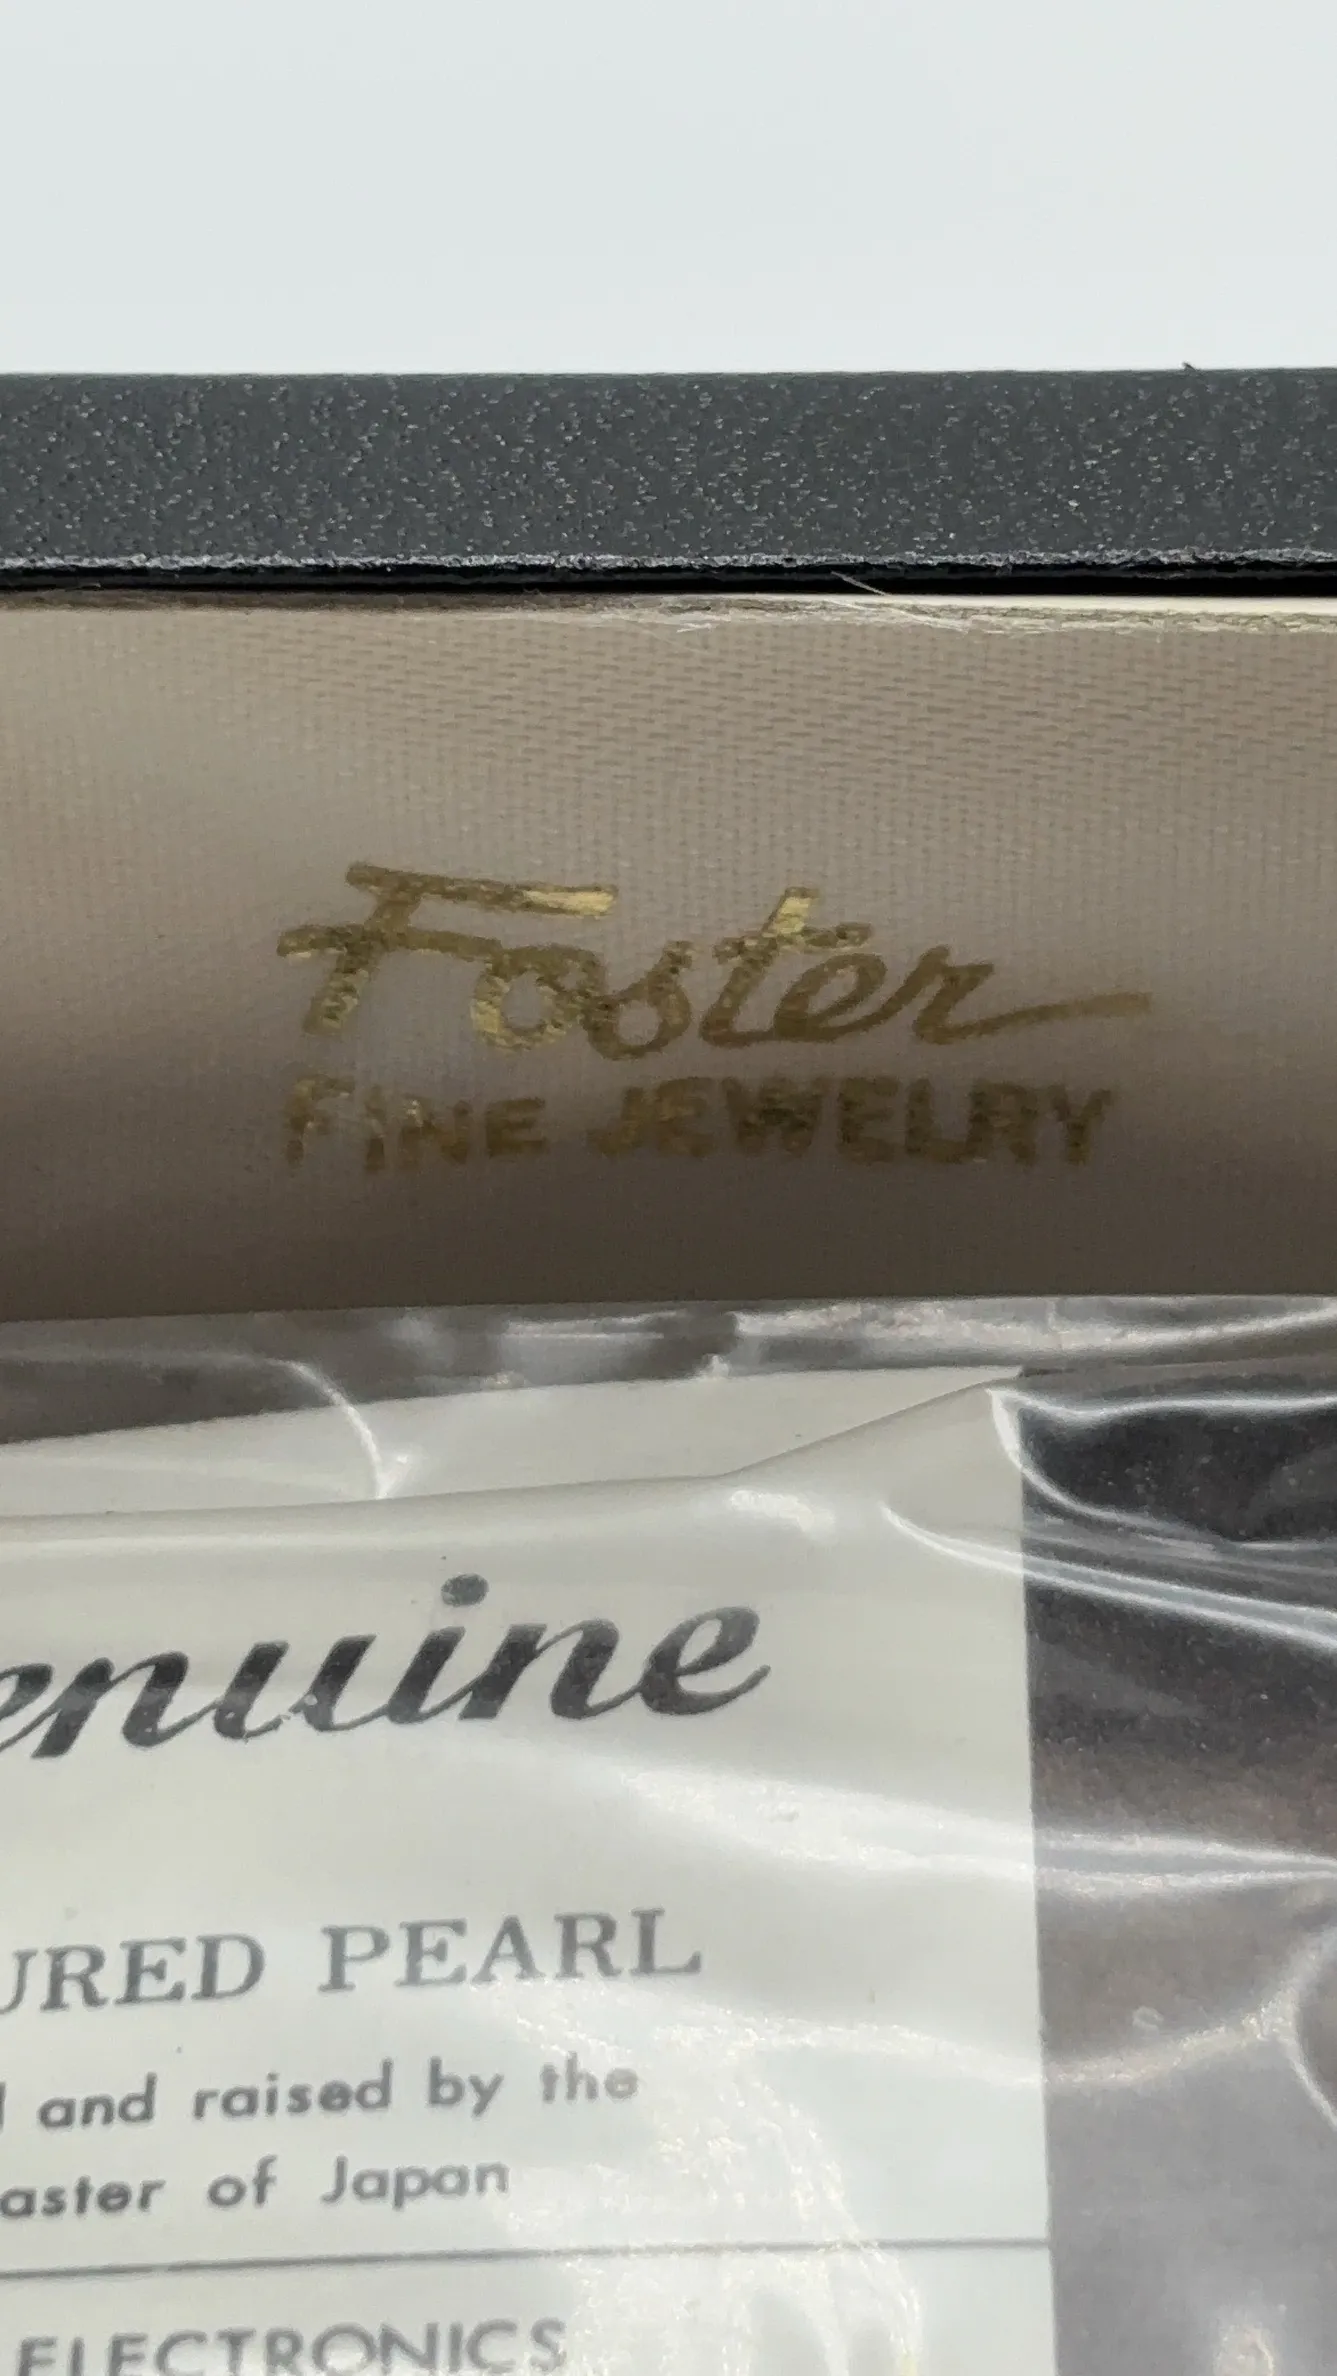 Foster
FINE JEWELRY
enuine
URED PEARL
and raised by the
aster of Japan
ELECTRONICS